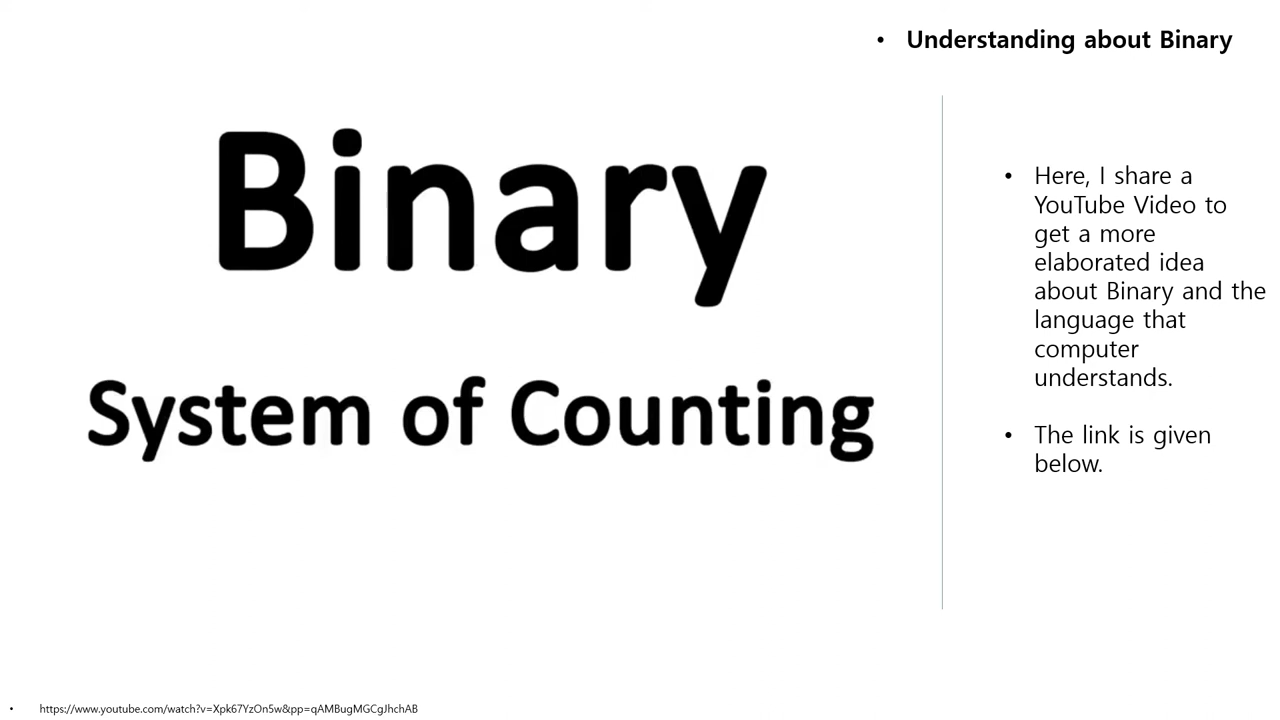 Understanding about Binary
Binary
System of Counting
Here, I share a
YouTube Video to
get a more
elaborated idea
about Binary and the
language that
computer
understands.
The link is given
below.
https://www.youtube.com/watch?v=Xpk67YzOn5w&pp=qAMBugMGCgJhchAB